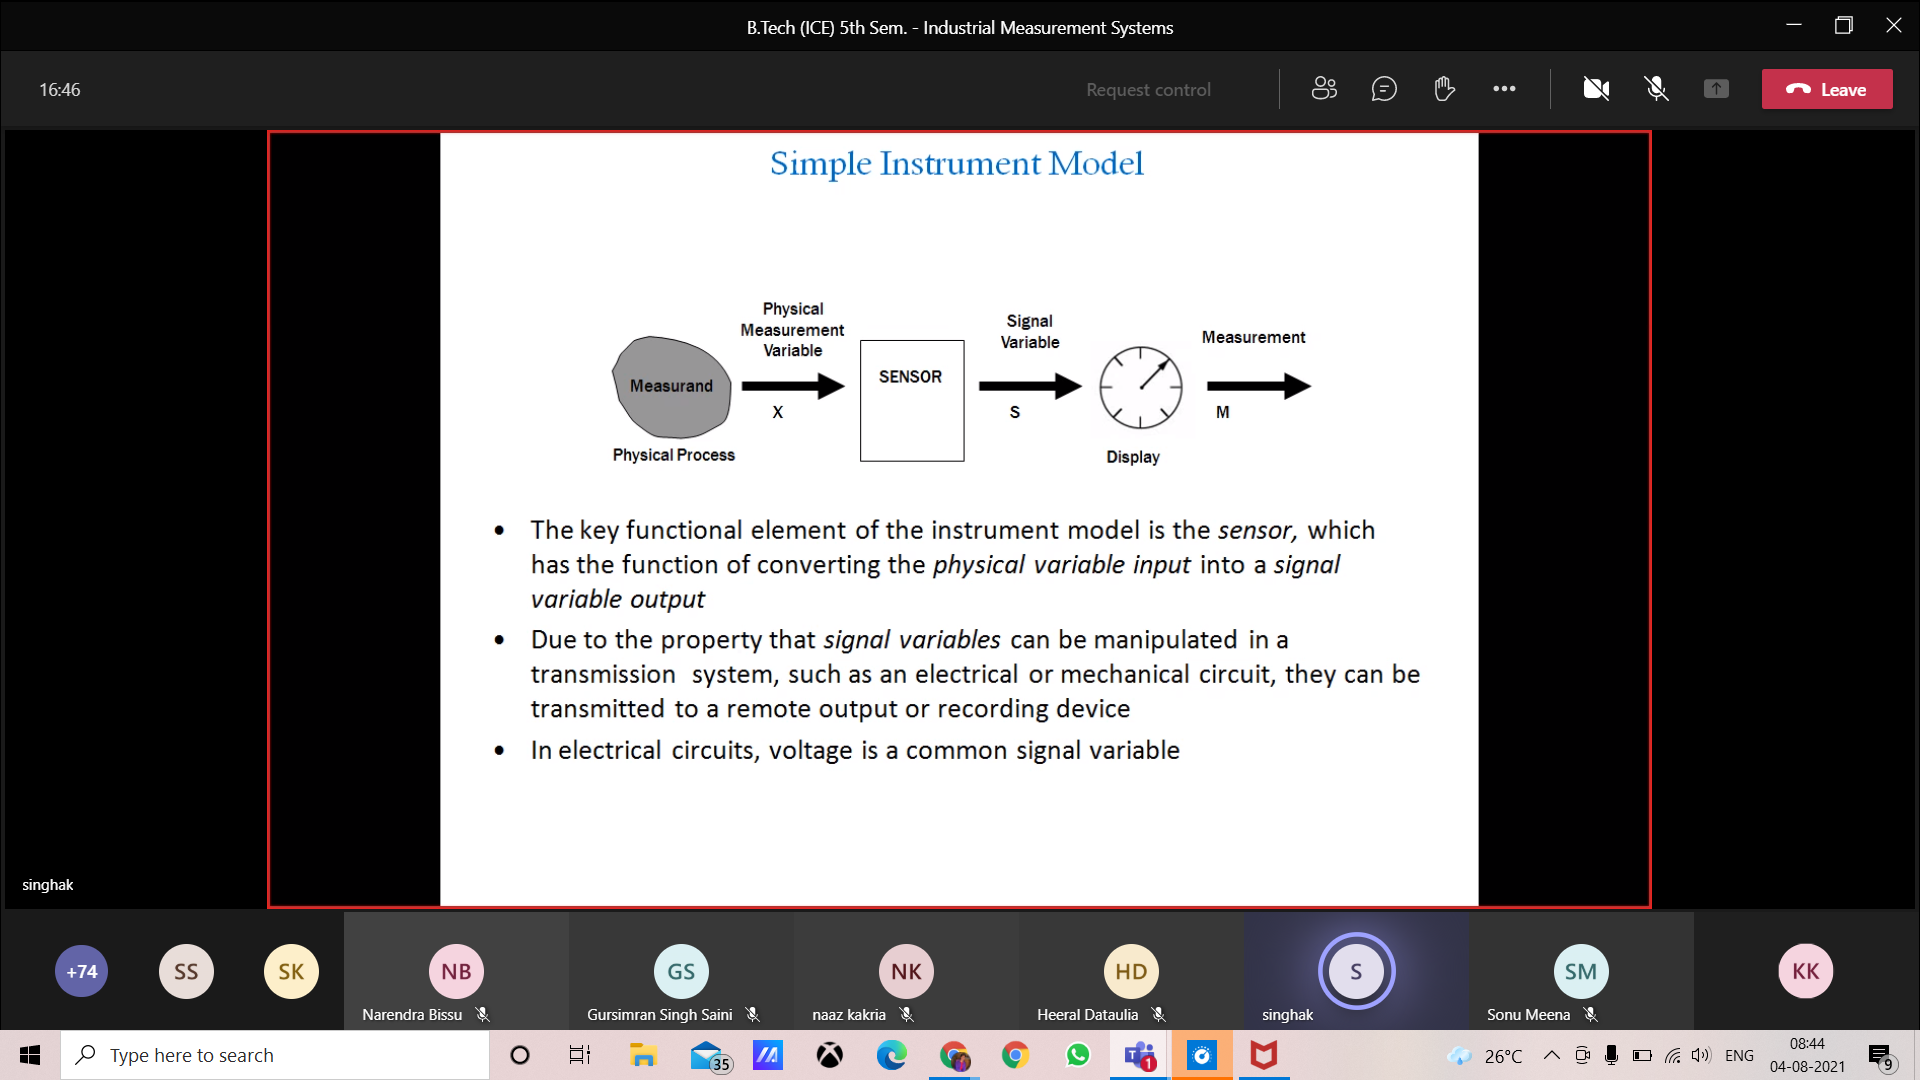 B.Tech (ICE) 5th Sem. - Industrial Measurement Systems
16:46
Request control
Leave
Simple Instrument Model
Physical
Measurement
Variable
Signal
Variable
Measurement
Measurand
SENSOR
X
S
M
Physical Process
Display
• The key functional element of the instrument model is the sensor, which
has the function of converting the physical variable input into a signal
variable output
• Due to the property that signal variables can be manipulated in a
transmission system, such as an electrical or mechanical circuit, they can be
transmitted to a remote output or recording device
• In electrical circuits, voltage is a common signal variable
singhak
+74
SS
SK
NB
GS
NK
HD
S
SM
KK
Narendra Bissu
Gursimran Singh Saini
naaz kakria
Heeral Dataulia
singhak
Sonu Meena
Type here to search
35
1
26°C
ENG
08:44
04-08-2021
9